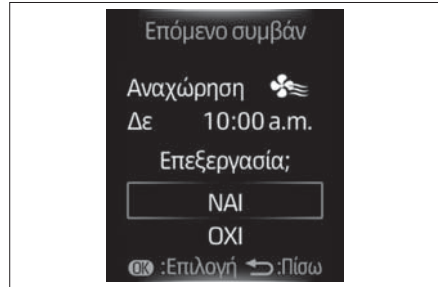 Επόμενο συμβάν
Αναχώρηση
Δε 10:00 a.m.
Επεξεργασία;
ΝΑΙ
ΟΧΙ
OK :Επιλογή :Πίσω